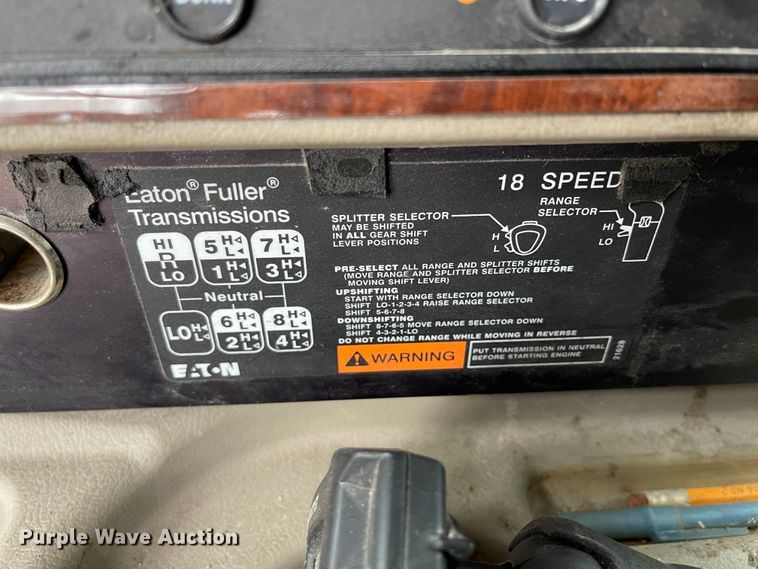 Eaton® Fuller®
Transmissions
18 SPEED
SPLITTER SELECTOR
MAY BE SHIFTED
IN ALL GEAR SHIFT
LEVER POSITIONS
H
L
RANGE
SELECTOR
HI
LO
HI
R
LO
5 H L
1 H L
7 H L
3 H L
Neutral
LO H L
6 H L
2 H L
8 H L
4 H L
EATON
PRE-SELECT ALL RANGE AND SPLITTER SHIFTS
(MOVE RANGE AND SPLITTER SELECTOR BEFORE
MOVING SHIFT LEVER)
UPSHIFTING
START WITH RANGE SELECTOR DOWN
SHIFT LO-1-2-3-4 RAISE RANGE SELECTOR
SHIFT 5-6-7-8
DOWNSHIFTING
SHIFT 8-7-6-5 MOVE RANGE SELECTOR DOWN
SHIFT 4-3-2-1-LO
DO NOT CHANGE RANGE WHILE MOVING IN REVERSE
WARNING
PUT TRANSMISSION IN NEUTRAL
BEFORE STARTING ENGINE
21928
Purple Wave Auction